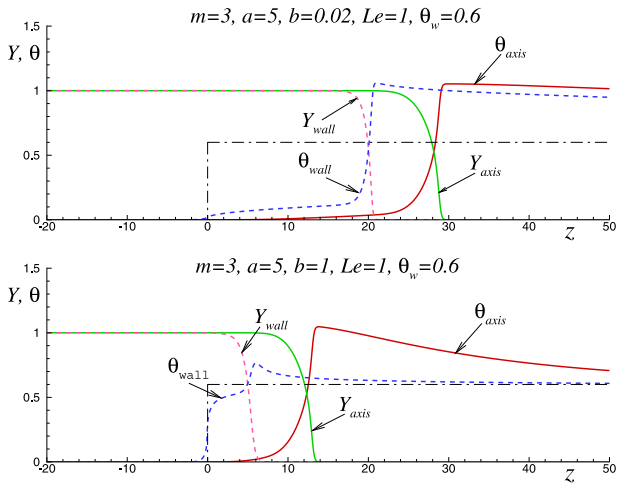 m=3, a=5, b=0.02, Le=1, θw=0.6
1.5
Y, θ
θaxis
1
Ywall
0.5
θwall
Yaxis
0
-20 -10 0 10 20 30 40 50
z
m=3, a=5, b=1, Le=1, θw=0.6
1.5
Y, θ
Ywall
θaxis
1
θwall
0.5
Yaxis
0
-20 -10 0 10 20 30 40 50
z